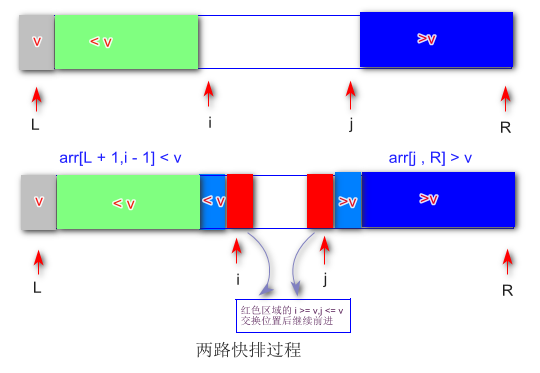 v
< v
>v
L
i
j
R
arr[L + 1,i - 1] < v
arr[j , R] > v
v
< v
< v
>v
>v
L
i
j
R
红色区域的 i >= v,j <= v
交换位置后继续前进
两路快排过程